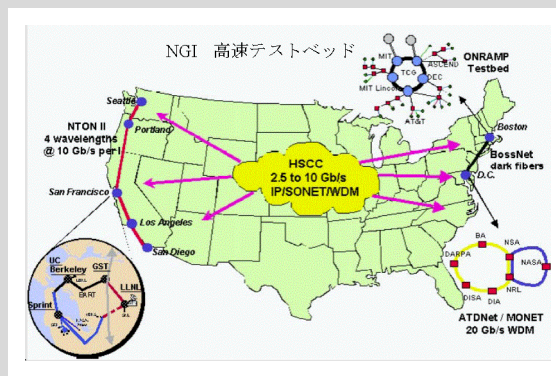 NGI 高速テストベッド
MIT
ASCEND
TCG
DEC
MIT Lincoln
AT&T
ONRAMP
Testbed
Seattle
NTON II
4 wavelengths
@ 10 Gb/s per
Portland
HSCC
2.5 to 10 Gb/s
IP/SONET/WDM
Boston
BossNet
dark fibers
D.C.
San Francisco
Los Angeles
San Diego
UC
Berkeley
GST
LLNL
BART
Sprint
BA
NSA
DARPA
NASA
DISA
DIA
NRL
ATDNet / MONET
20 Gb/s WDM